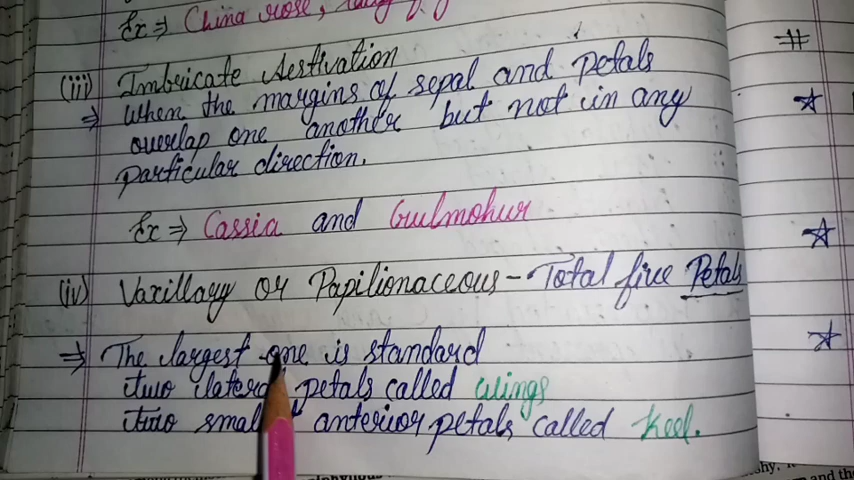 Ex ⇒ China rose,
(iii) Imbricate Aestivation
⇒ When the margins of sepal and petals
overlap one another but not in any
particular direction.
Ex ⇒ Cassia and Gulmohur
(iv) Vaxillary or Papilionaceous - Total five Petals
⇒ The largest one is standard
two lateral petals called wings
two small anterior petals called keel.